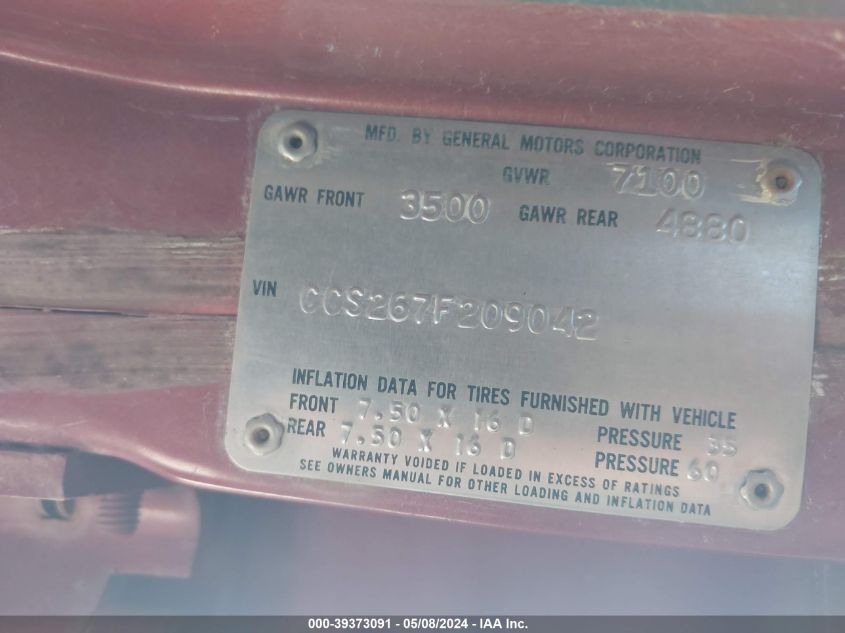 MFD. BY GENERAL MOTORS CORPORATION
GVWR 7100
GAWR FRONT 3500 GAWR REAR 4880
VIN CCS267F209042
INFLATION DATA FOR TIRES FURNISHED WITH VEHICLE
FRONT 7.50 X 16 D PRESSURE 35
REAR 7.50 X 16 D PRESSURE 60
WARRANTY VOIDED IF LOADED IN EXCESS OF RATINGS
SEE OWNERS MANUAL FOR OTHER LOADING AND INFLATION DATA
000-39373091 - 05/08/2024 - IAA Inc.